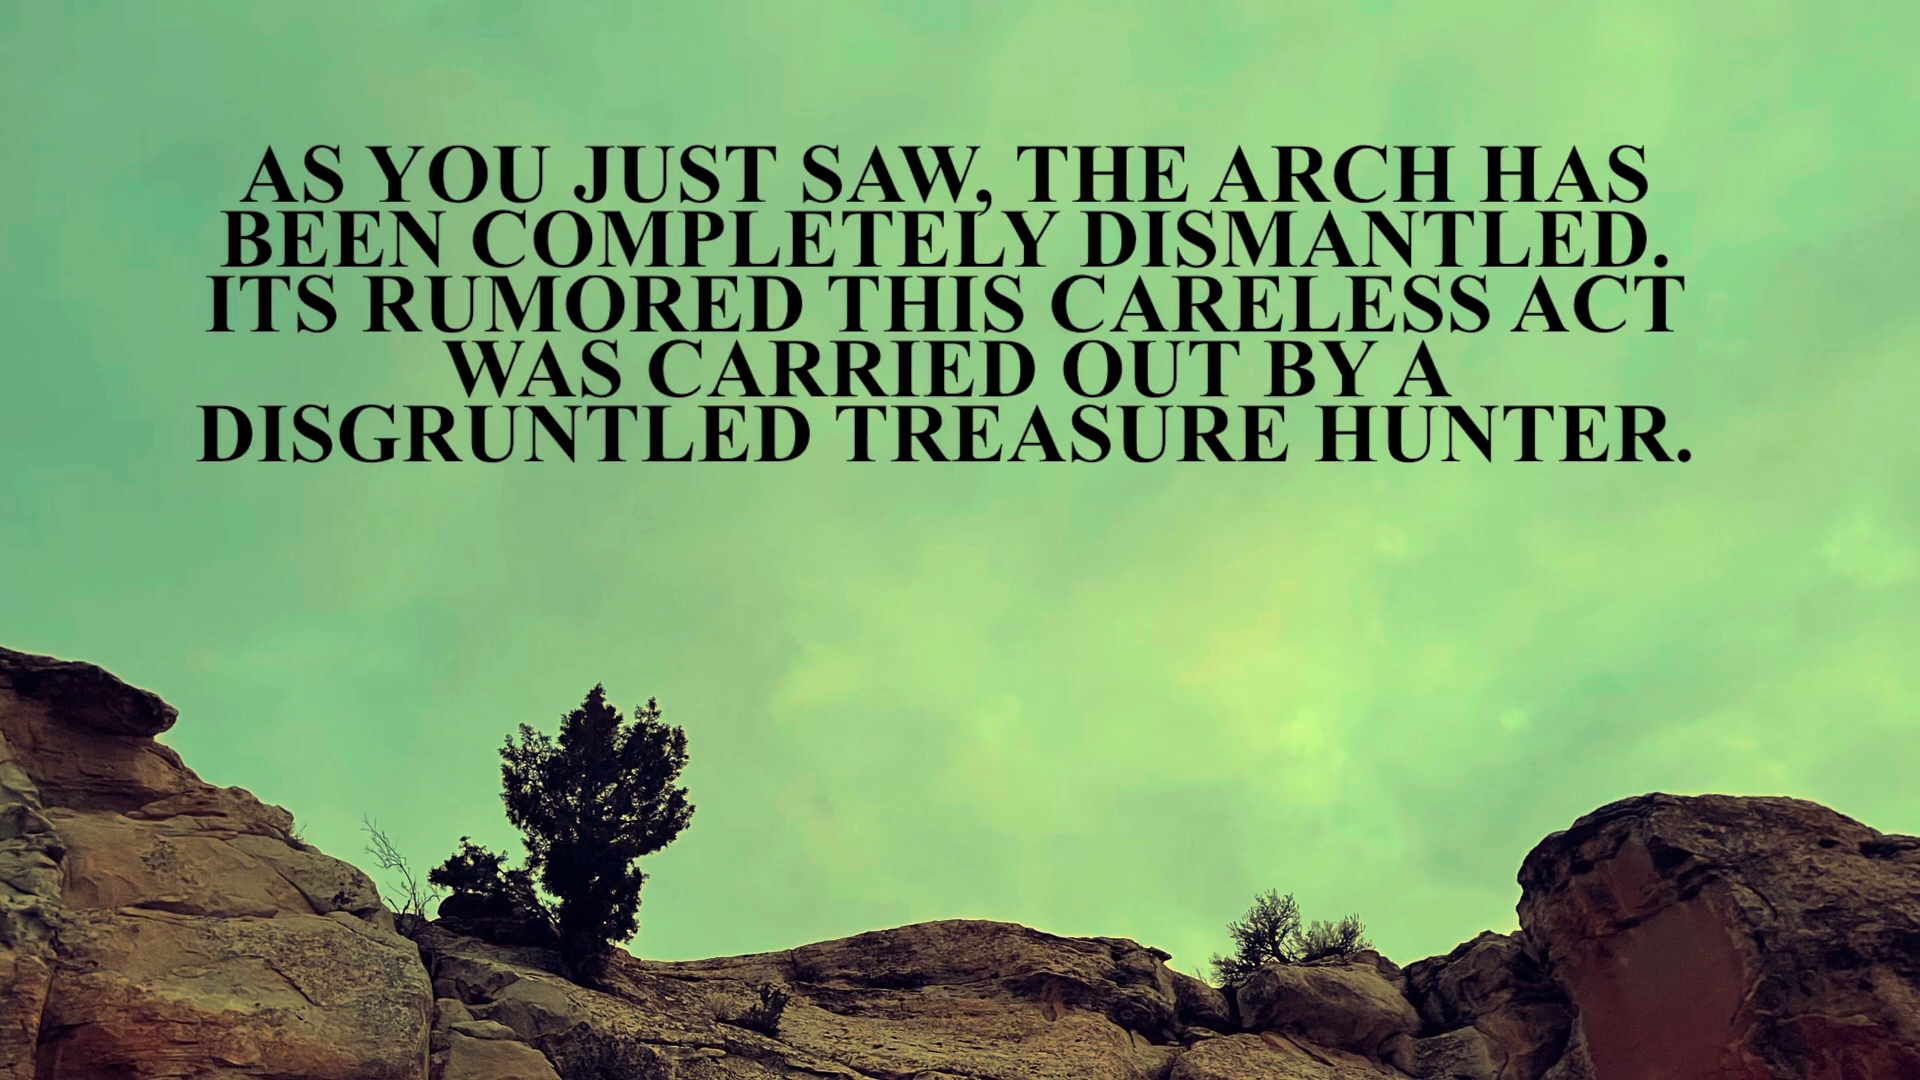 AS YOU JUST SAW, THE ARCH HAS
BEEN COMPLETELY DISMANTLED.
ITS RUMORED THIS CARELESS ACT
WAS CARRIED OUT BY A
DISGRUNTLED TREASURE HUNTER.